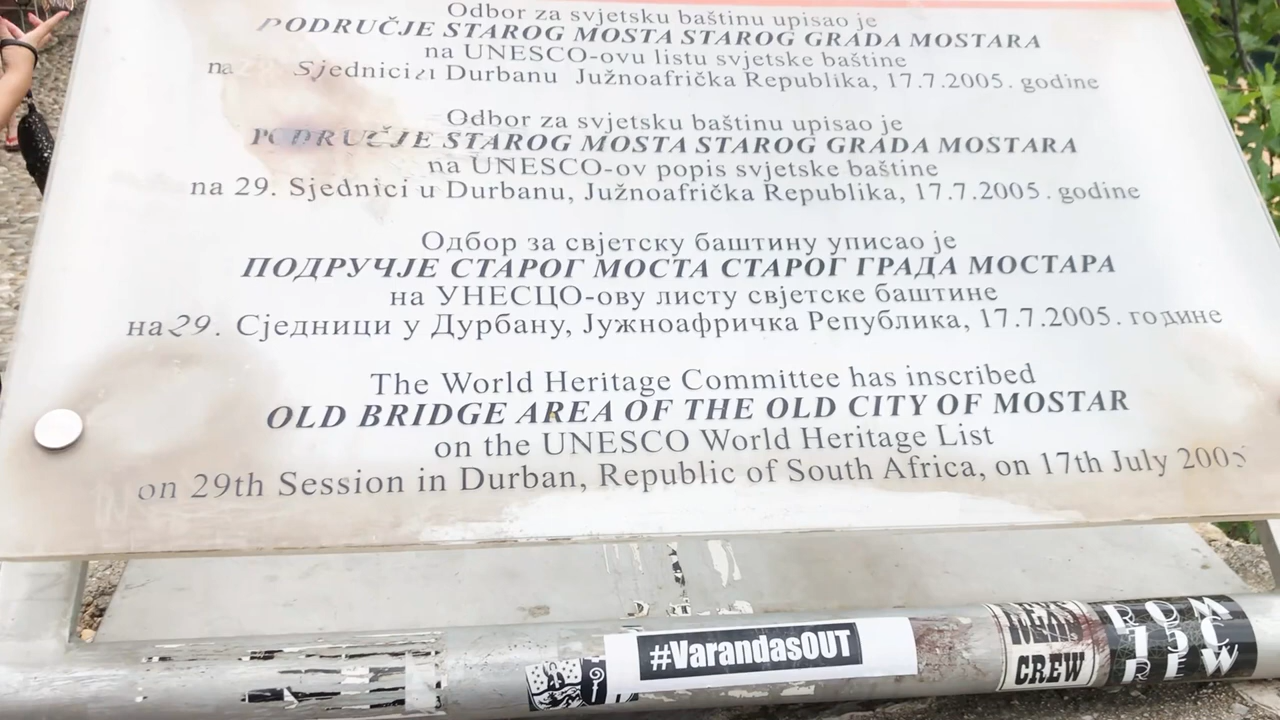 Odbor za svjetsku baštinu upisao je
PODRUČJE STAROG MOSTA STAROG GRADA MOSTARA
na UNESCO-ovu listu svjetske baštine
na Sjednici Durbanu Južnoafrička Republika, 17.7.2005. godine
Odbor za svjetsku baštinu upisao je
PODRUČJE STAROG MOSTA STAROG GRADA MOSTARA
na UNESCO-ov popis svjetske baštine
na 29. Sjednici u Durbanu, Južnoafrička Republika, 17.7.2005. godine
Одбор за свјетску баштину уписао је
ПОДРУЧЈЕ СТАРОГ МОСТА СТАРОГ ГРАДА МОСТАРА
на УНЕСЦО-ову листу свјетске баштине
на 29. Сједници у Дурбану, Јужноафричка Република, 17.7.2005. године
The World Heritage Committee has inscribed
OLD BRIDGE AREA OF THE OLD CITY OF MOSTAR
on the UNESCO World Heritage List
on 29th Session in Durban, Republic of South Africa, on 17th July 2005
#VarandasOUT
CREW